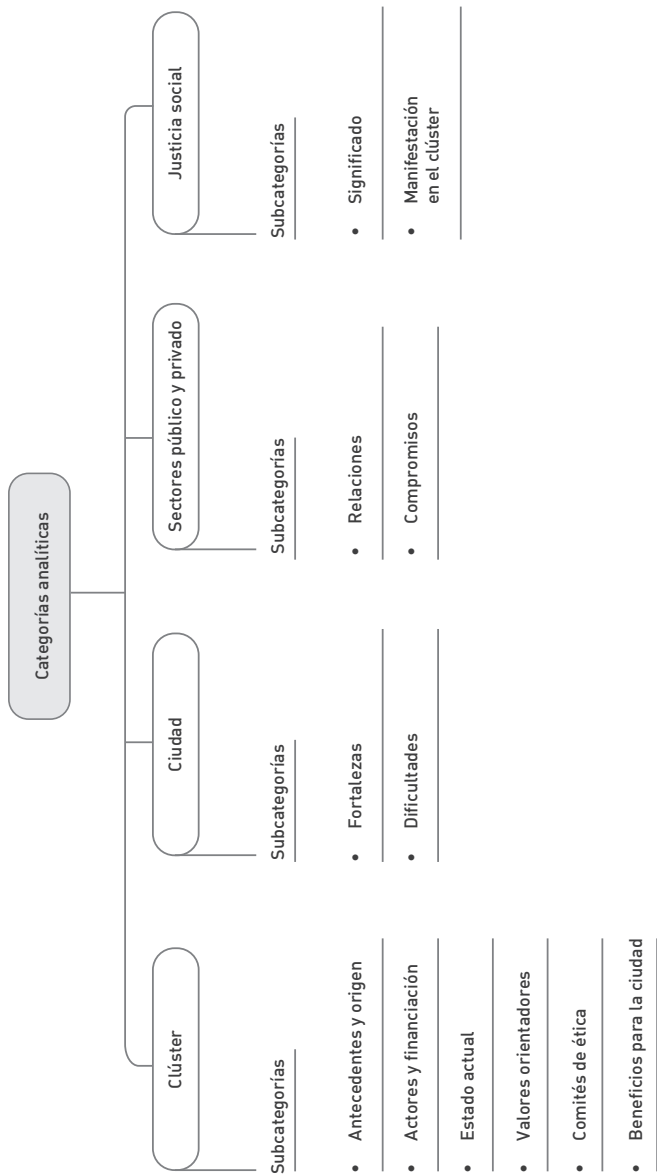 Categorías analíticas
Clúster
Subcategorías
• Antecedentes y origen
• Actores y financiación
• Estado actual
• Valores orientadores
• Comités de ética
• Beneficios para la ciudad
Ciudad
Subcategorías
• Fortalezas
• Dificultades
Sectores público y privado
Subcategorías
• Relaciones
• Compromisos
Justicia social
Subcategorías
• Significado
• Manifestación
en el clúster